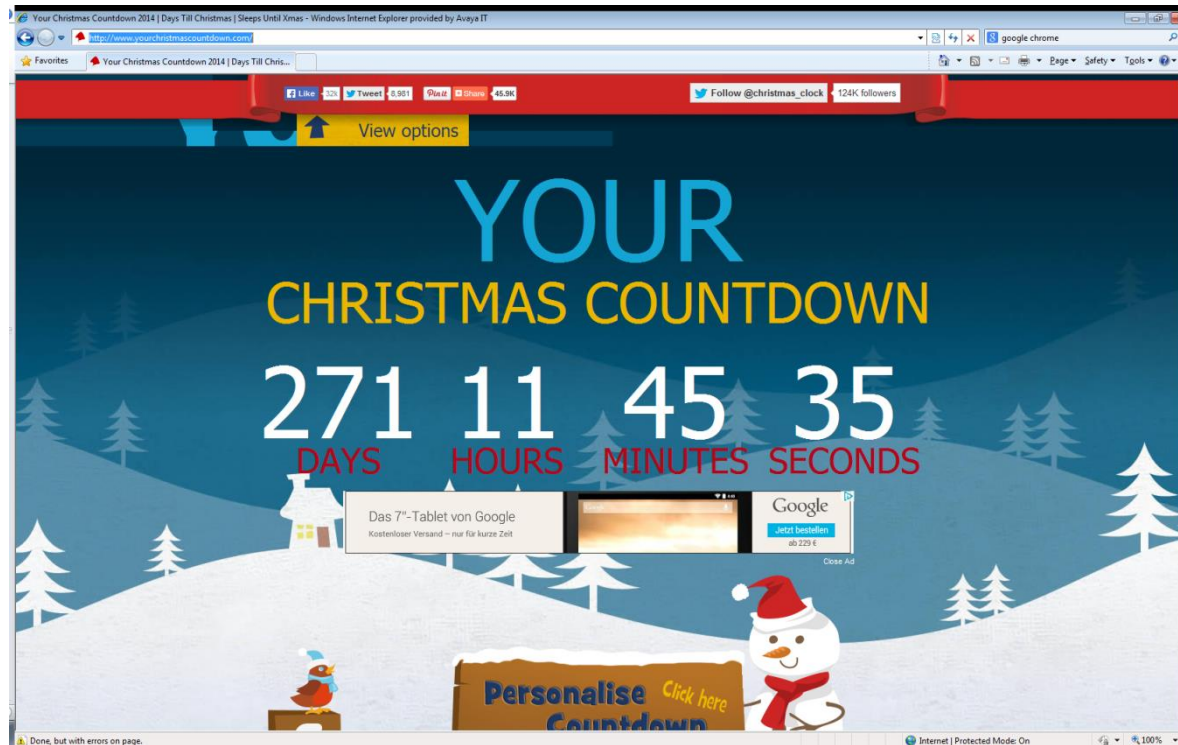 Your Christmas Countdown 2014 | Days Till Christmas | Sleeps Until Xmas - Windows Internet Explorer provided by Avaya IT
http://www.yourchristmascountdown.com/
google chrome
Favorites
Your Christmas Countdown 2014 | Days Till Chris...
Page
Safety
Tools
Like 32k
Tweet 8,981
Pin it
Share 45.9K
Follow @christmas_clock
124K followers
View options
YOUR
CHRISTMAS COUNTDOWN
271 11 45 35
DAYS HOURS MINUTES SECONDS
Das 7"-Tablet von Google
Kostenloser Versand – nur für kurze Zeit
Google
Jetzt bestellen
ab 229 €
Close Ad
Personalise
Click here
Countdown
Done, but with errors on page.
Internet | Protected Mode: On
100%